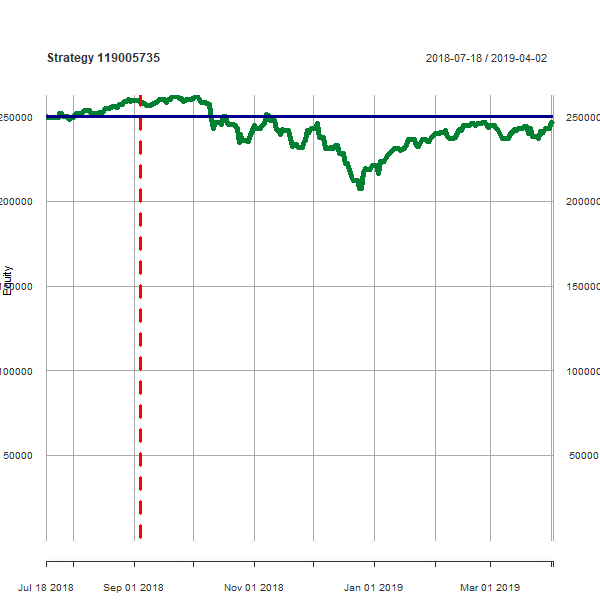 Strategy 119005735
2018-07-18 / 2019-04-02
250000
250000
200000
200000
Equity
150000
150000
100000
100000
50000
50000
Jul 18 2018
Sep 01 2018
Nov 01 2018
Jan 01 2019
Mar 01 2019